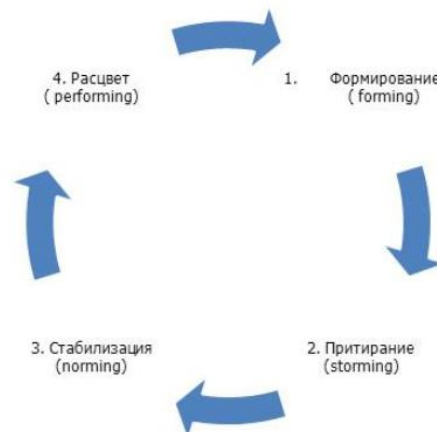 4. Расцвет
( performing)
1. Формирование
( forming)
3. Стабилизация
(norming)
2. Притирание
(storming)